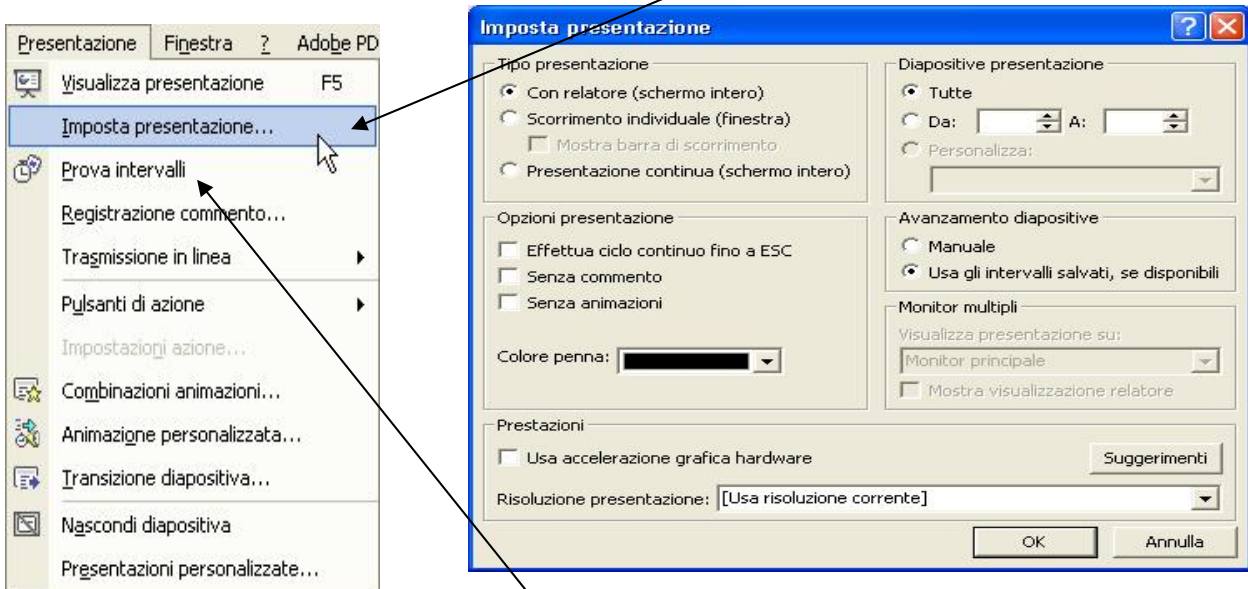 Presentazione Finestra ? Adobe PD
Visualizza presentazione F5
Imposta presentazione...
Prova intervalli
Registrazione commento...
Trasmissione in linea
Pulsanti di azione
Impostazioni azione...
Combinazioni animazioni...
Animazione personalizzata...
Transizione diapositiva...
Nascondi diapositiva
Presentazioni personalizzate...
Imposta presentazione
Tipo presentazione
Con relatore (schermo intero)
Scorrimento individuale (finestra)
Mostra barra di scorrimento
Presentazione continua (schermo intero)
Diapositive presentazione
Tutte
Da: A:
Personalizza:
Opzioni presentazione
Effettua ciclo continuo fino a ESC
Senza commento
Senza animazioni
Colore penna:
Avanzamento diapositive
Manuale
Usa gli intervalli salvati, se disponibili
Monitor multipli
Visualizza presentazione su:
Monitor principale
Mostra visualizzazione relatore
Prestazioni
Usa accelerazione grafica hardware Suggerimenti
Risoluzione presentazione: [Usa risoluzione corrente]
OK Annulla